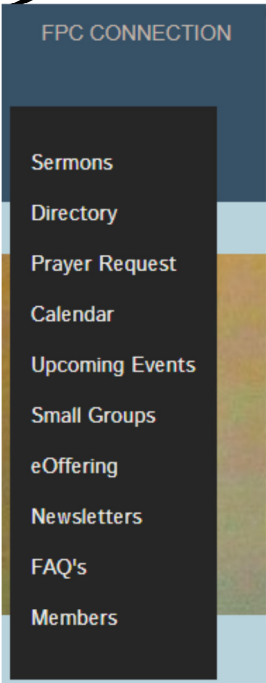 FPC CONNECTION
Sermons
Directory
Prayer Request
Calendar
Upcoming Events
Small Groups
eOffering
Newsletters
FAQ's
Members